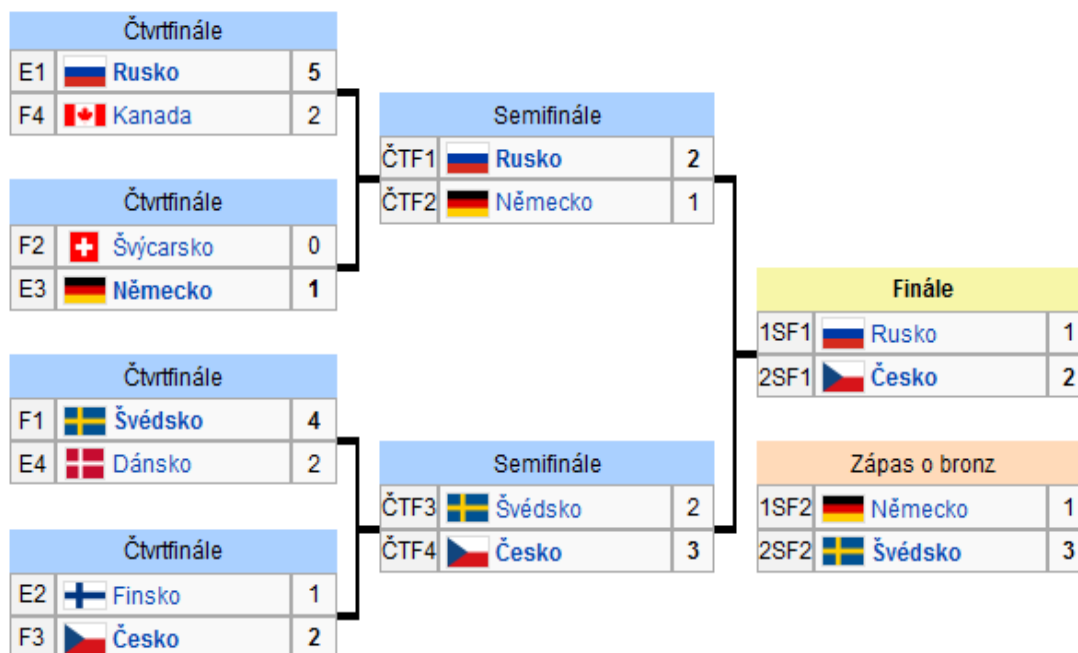 Čtvrtfinále
E1 Rusko 5
F4 Kanada 2
Čtvrtfinále
F2 Švýcarsko 0
E3 Německo 1
Čtvrtfinále
F1 Švédsko 4
E4 Dánsko 2
Čtvrtfinále
E2 Finsko 1
F3 Česko 2
Semifinále
ČTF1 Rusko 2
ČTF2 Německo 1
Semifinále
ČTF3 Švédsko 2
ČTF4 Česko 3
Finále
1SF1 Rusko 1
2SF1 Česko 2
Zápas o bronz
1SF2 Německo 1
2SF2 Švédsko 3